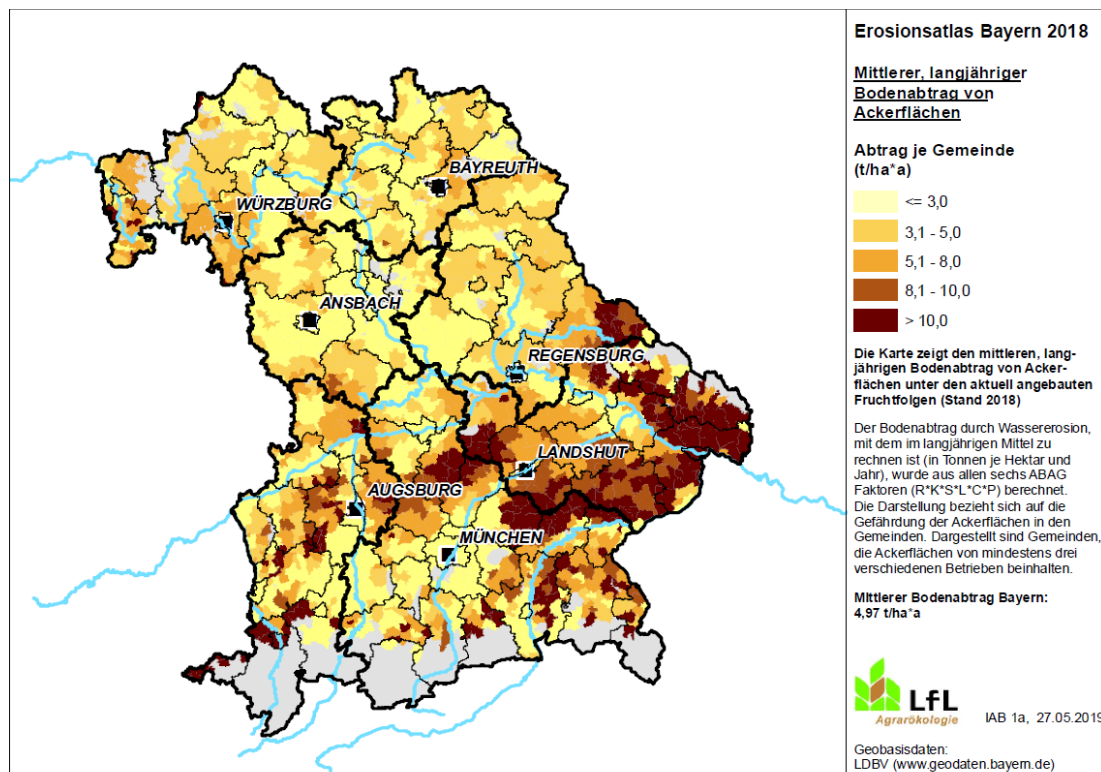 Erosionsatlas Bayern 2018
Mittlerer, langjähriger
Bodenabtrag von
Ackerflächen
Abtrag je Gemeinde
(t/ha*a)
<= 3,0
3,1 - 5,0
5,1 - 8,0
8,1 - 10,0
> 10,0
Die Karte zeigt den mittleren, lang-
jährigen Bodenabtrag von Acker-
flächen unter den aktuell angebauten
Fruchtfolgen (Stand 2018)
Der Bodenabtrag durch Wassererosion,
mit dem im langjährigen Mittel zu
rechnen ist (in Tonnen je Hektar und
Jahr), wurde aus allen sechs ABAG
Faktoren (R*K*S*L*C*P) berechnet.
Die Darstellung bezieht sich auf die
Gefährdung der Ackerflächen in den
Gemeinden. Dargestellt sind Gemeinden,
die Ackerflächen von mindestens drei
verschiedenen Betrieben beinhalten.
Mittlerer Bodenabtrag Bayern:
4,97 t/ha*a
LfL
Agrarökologie
IAB 1a, 27.05.2019
Geobasisdaten:
LDBV (www.geodaten.bayern.de)
BAYREUTH
WÜRZBURG
ANSBACH
REGENSBURG
LANDSHUT
AUGSBURG
MÜNCHEN